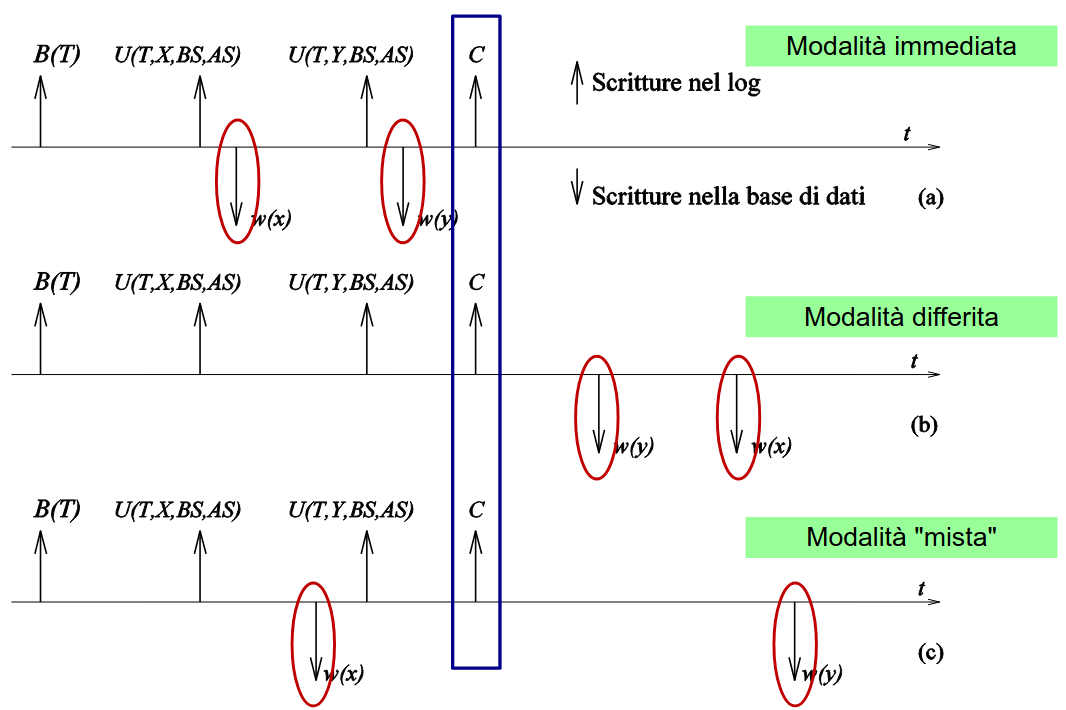 Modalità immediata
B(T) U(T,X,BS,AS) U(T,Y,BS,AS) C
Scritture nel log
t
Scritture nella base di dati (a)
w(x) w(y)
B(T) U(T,X,BS,AS) U(T,Y,BS,AS) C
Modalità differita
t
(b)
w(y) w(x)
B(T) U(T,X,BS,AS) U(T,Y,BS,AS) C
Modalità "mista"
t
(c)
w(x) w(y)